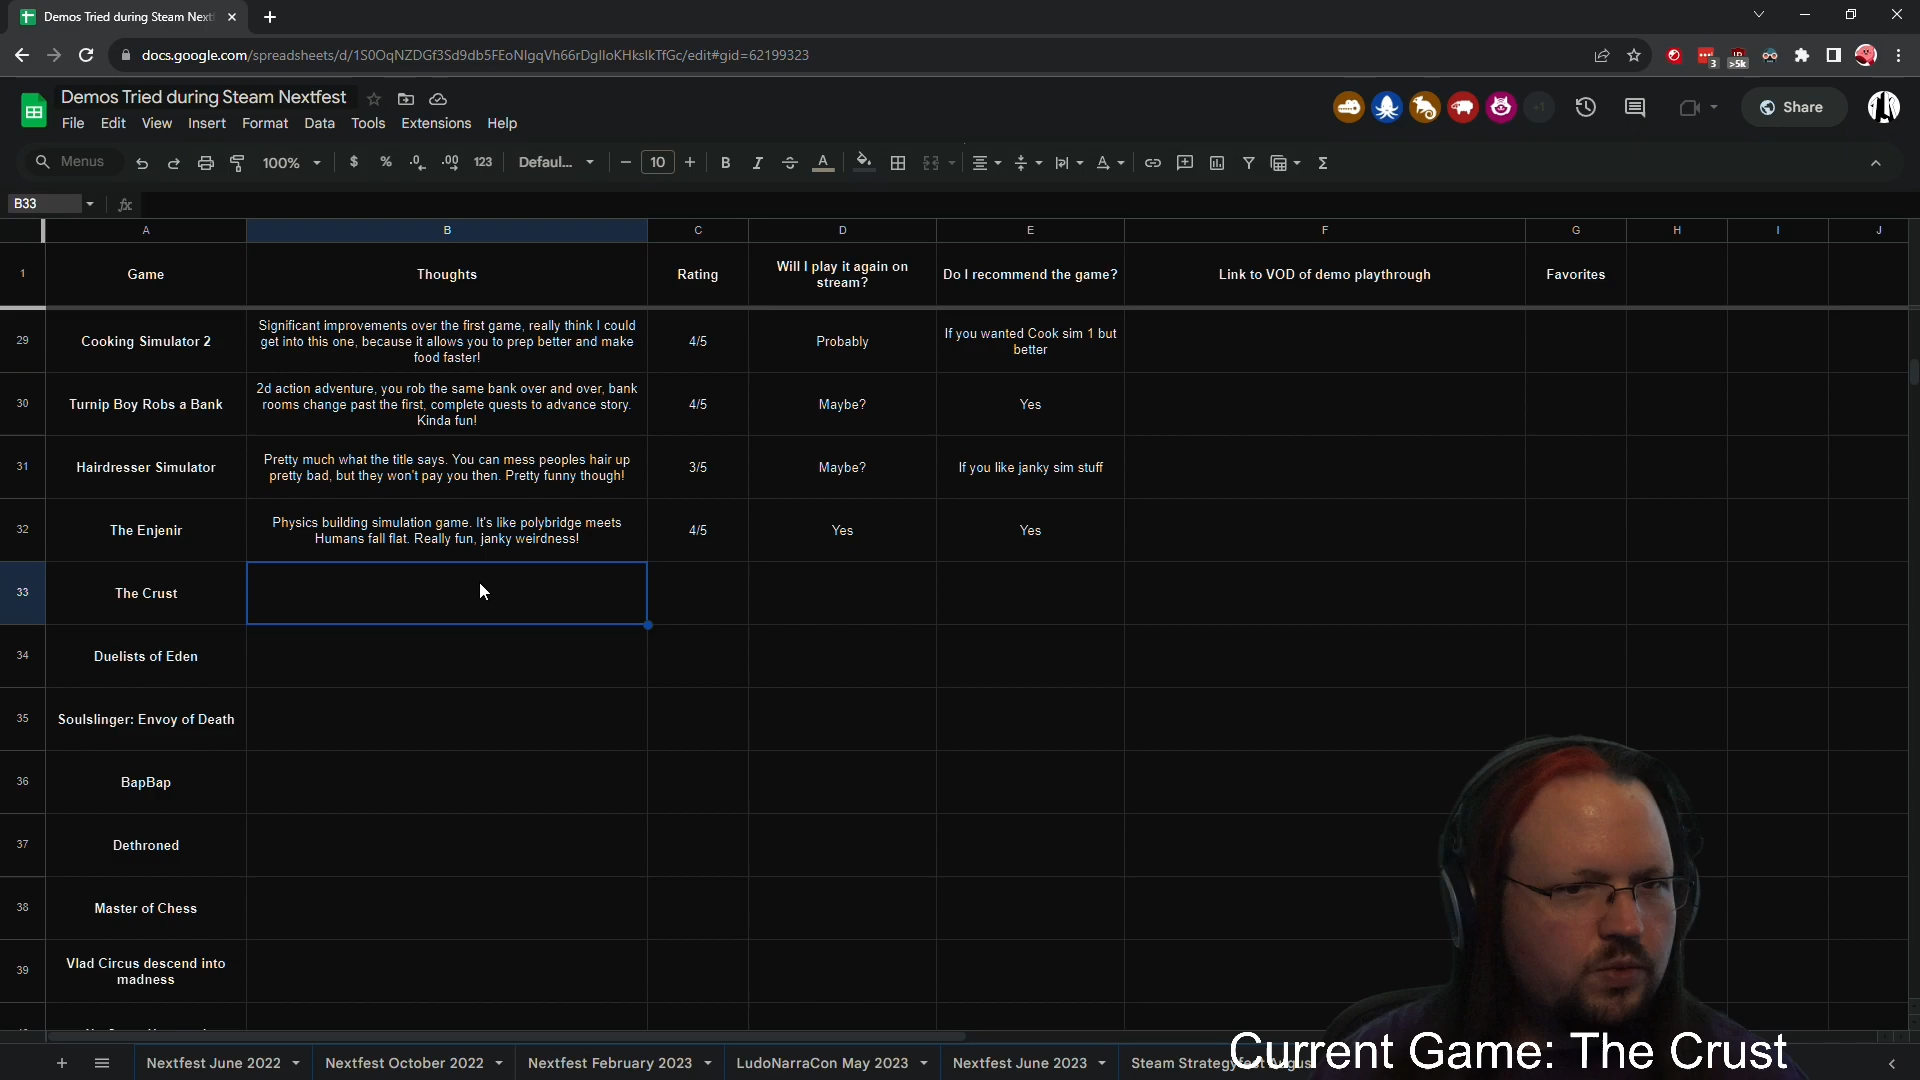 Demos Tried during Steam Nextf
docs.google.com/spreadsheets/d/1S0OqNZDGf3Sd9db5FEoNIgqVh66rDglloKHkslkTfGc/edit#gid=62199323
3
>5k
Demos Tried during Steam Nextfest
File Edit View Insert Format Data Tools Extensions Help
+1
Share
Menus
100%
$ % .0 .00 123
Defaul...
10
B33
A B C D E F G H I J
1 Game Thoughts Rating Will I play it again on stream? Do I recommend the game? Link to VOD of demo playthrough Favorites
29 Cooking Simulator 2
Significant improvements over the first game, really think I could
get into this one, because it allows you to prep better and make
food faster!
4/5 Probably
If you wanted Cook sim 1 but
better
30 Turnip Boy Robs a Bank
2d action adventure, you rob the same bank over and over, bank
rooms change past the first, complete quests to advance story.
Kinda fun!
4/5 Maybe? Yes
31 Hairdresser Simulator
Pretty much what the title says. You can mess peoples hair up
pretty bad, but they won't pay you then. Pretty funny though!
3/5 Maybe? If you like janky sim stuff
32 The Enjenir
Physics building simulation game. It's like polybridge meets
Humans fall flat. Really fun, janky weirdness!
4/5 Yes Yes
33 The Crust
34 Duelists of Eden
35 Soulslinger: Envoy of Death
36 BapBap
37 Dethroned
38 Master of Chess
39 Vlad Circus descend into
madness
Nextfest June 2022 Nextfest October 2022 Nextfest February 2023 LudoNarraCon May 2023 Nextfest June 2023 Steam Strategy
Current Game: The Crust